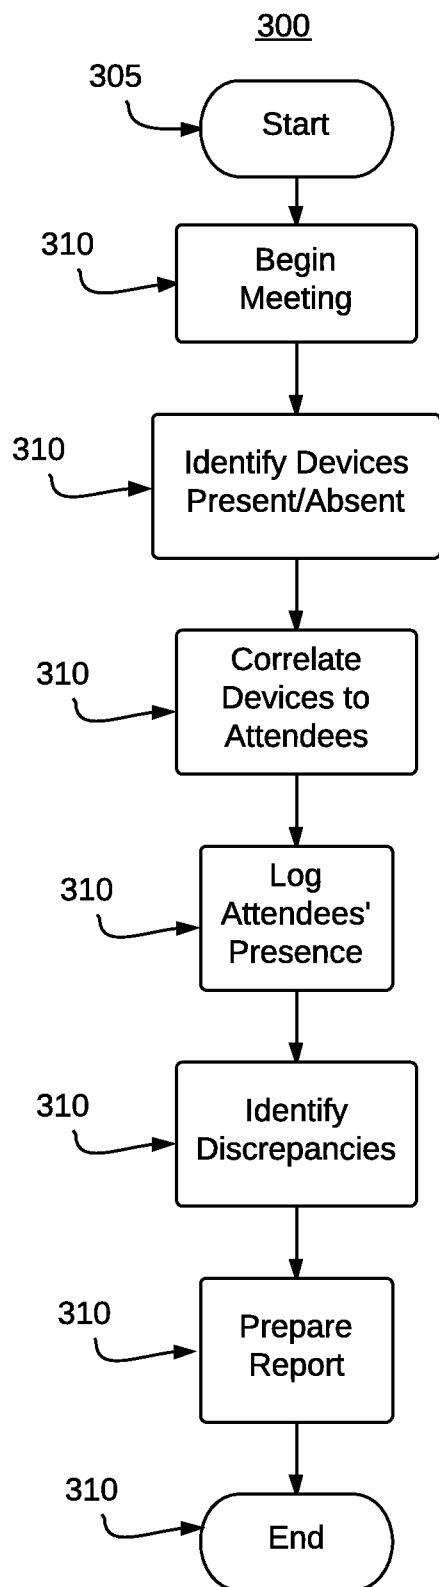 300
305
Start
310
Begin
Meeting
310
Identify Devices
Present/Absent
310
Correlate
Devices to
Attendees
310
Log
Attendees'
Presence
310
Identify
Discrepancies
310
Prepare
Report
310
End